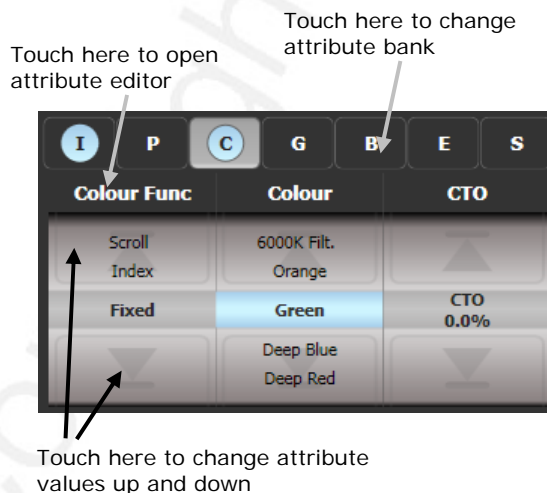 Touch here to change
attribute bank
Touch here to open
attribute editor
I P C G B E S
Colour Func Colour CTO
Scroll 6000K Filt.
Index Orange
Fixed Green CTO
0.0%
Deep Blue
Deep Red
Touch here to change attribute
values up and down